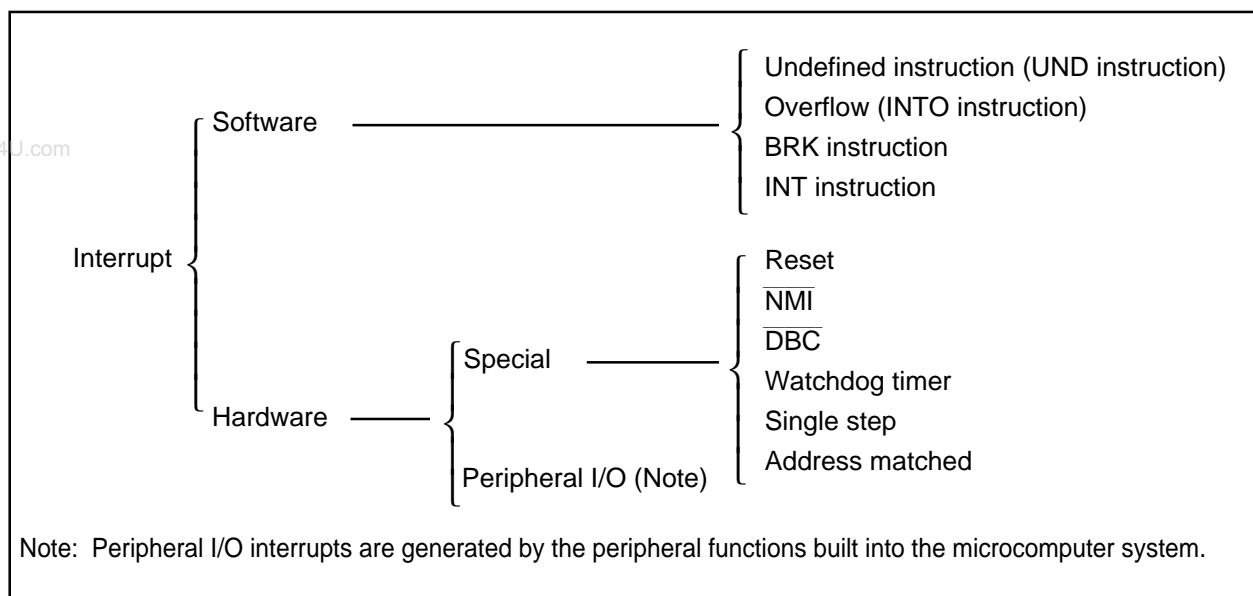 Undefined instruction (UND instruction)
Overflow (INTO instruction)
BRK instruction
INT instruction
Software
4U.com
Interrupt
Reset
N̅M̅I̅
D̅B̅C̅
Watchdog timer
Single step
Address matched
Special
Hardware
Peripheral I/O (Note)
Note: Peripheral I/O interrupts are generated by the peripheral functions built into the microcomputer system.